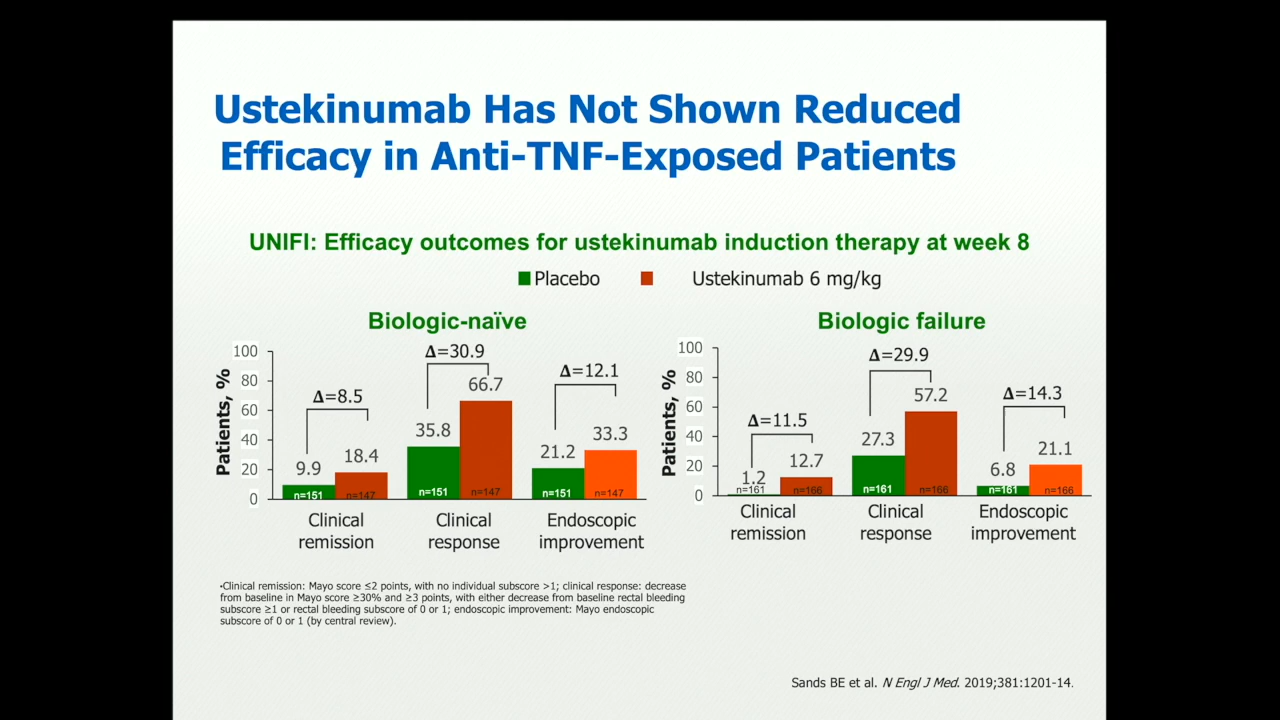 Ustekinumab Has Not Shown Reduced
Efficacy in Anti-TNF-Exposed Patients
UNIFI: Efficacy outcomes for ustekinumab induction therapy at week 8
Placebo
Ustekinumab 6 mg/kg
Biologic-naïve
Patients, %
100
80
60
40
20
0
Δ=8.5
9.9
18.4
n=151
n=147
Clinical
remission
Δ=30.9
35.8
66.7
n=151
n=147
Clinical
response
Δ=12.1
21.2
33.3
n=151
n=147
Endoscopic
improvement
Biologic failure
Patients, %
100
80
60
40
20
0
Δ=11.5
1.2
12.7
n=161
n=166
Clinical
remission
Δ=29.9
27.3
57.2
n=161
n=166
Clinical
response
Δ=14.3
6.8
21.1
n=161
n=166
Endoscopic
improvement
•Clinical remission: Mayo score ≤2 points, with no individual subscore >1; clinical response: decrease
from baseline in Mayo score ≥30% and ≥3 points, with either decrease from baseline rectal bleeding
subscore ≥1 or rectal bleeding subscore of 0 or 1; endoscopic improvement: Mayo endoscopic
subscore of 0 or 1 (by central review).
Sands BE et al. N Engl J Med. 2019;381:1201-14.